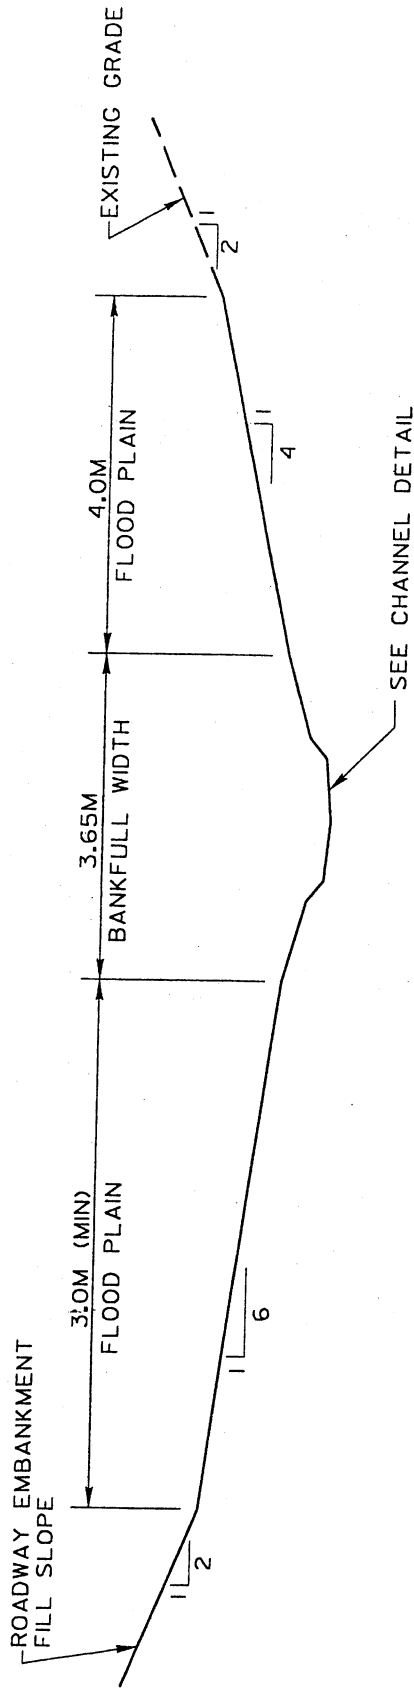 ROADWAY EMBANKMENT
FILL SLOPE
1
2
3.0M (MIN)
FLOOD PLAIN
1
6
3.65M
BANKFULL WIDTH
SEE CHANNEL DETAIL
4.0M
FLOOD PLAIN
1
4
EXISTING GRADE
1
2